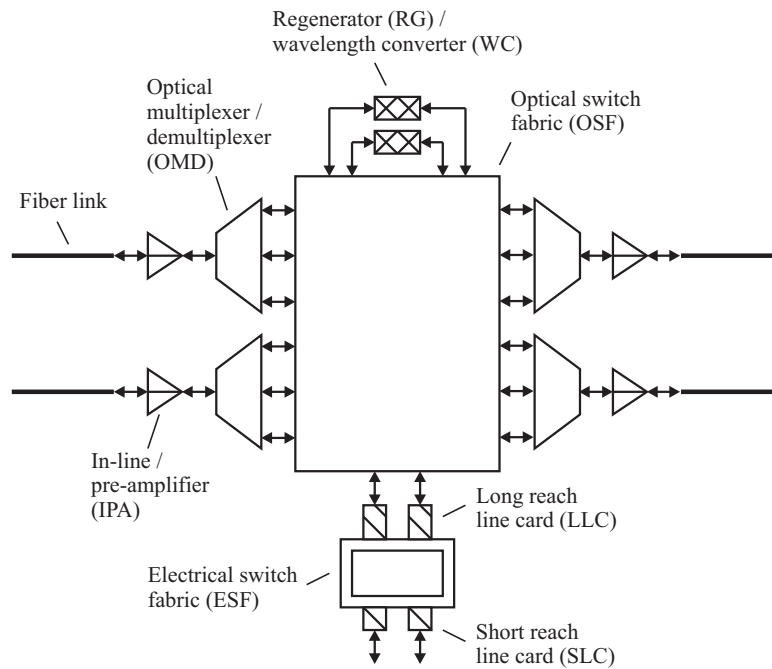 Regenerator (RG) /
wavelength converter (WC)
Optical
multiplexer /
demultiplexer
(OMD)
Optical switch
fabric (OSF)
Fiber link
In-line /
pre-amplifier
(IPA)
Long reach
line card (LLC)
Electrical switch
fabric (ESF)
Short reach
line card (SLC)